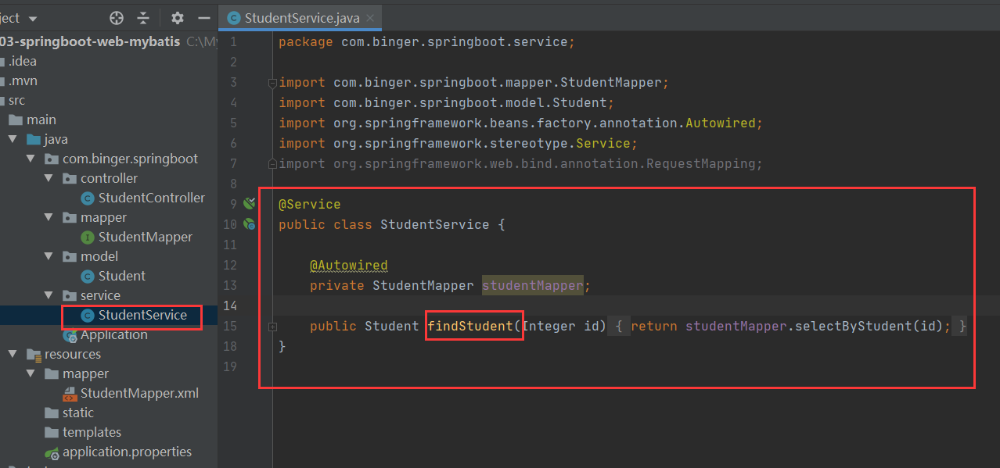 ject
03-springboot-web-mybatis C:\My
.idea
.mvn
src
main
java
com.binger.springboot
controller
StudentController
mapper
StudentMapper
model
Student
service
StudentService
Application
resources
mapper
StudentMapper.xml
static
templates
application.properties
StudentService.java
1 package com.binger.springboot.service;
2
3 import com.binger.springboot.mapper.StudentMapper;
4 import com.binger.springboot.model.Student;
5 import org.springframework.beans.factory.annotation.Autowired;
6 import org.springframework.stereotype.Service;
7 import org.springframework.web.bind.annotation.RequestMapping;
8
9 @Service
10 public class StudentService {
11
12 @Autowired
13 private StudentMapper studentMapper;
14
15 public Student findStudent(Integer id) { return studentMapper.selectByStudent(id); }
18 }
19